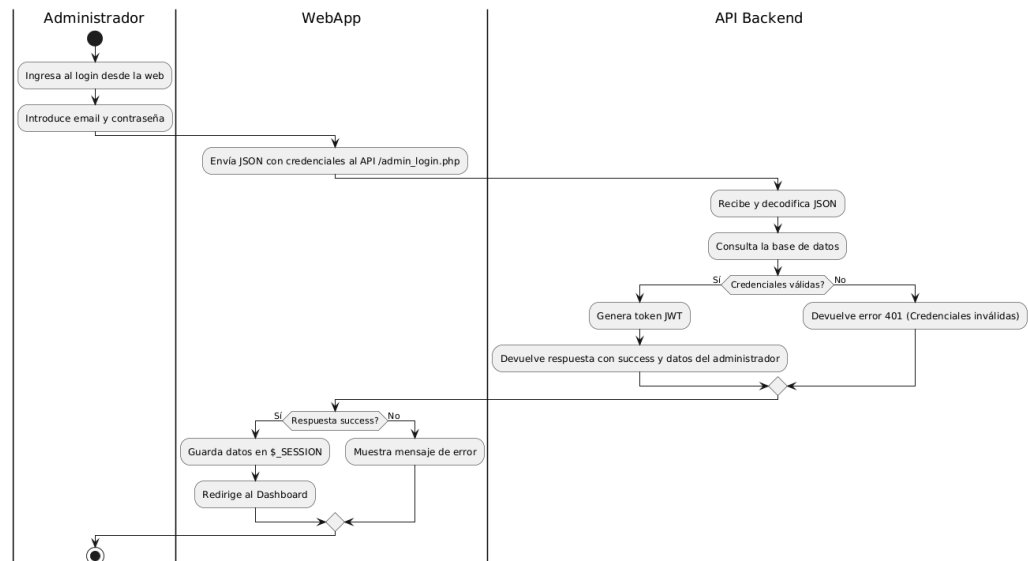 Administrador
WebApp
API Backend
Ingresa al login desde la web
Introduce email y contraseña
Envía JSON con credenciales al API /admin_login.php
Recibe y decodifica JSON
Consulta la base de datos
Sí
Credenciales válidas?
No
Genera token JWT
Devuelve error 401 (Credenciales inválidas)
Devuelve respuesta con success y datos del administrador
Sí
Respuesta success?
No
Guarda datos en $_SESSION
Muestra mensaje de error
Redirige al Dashboard